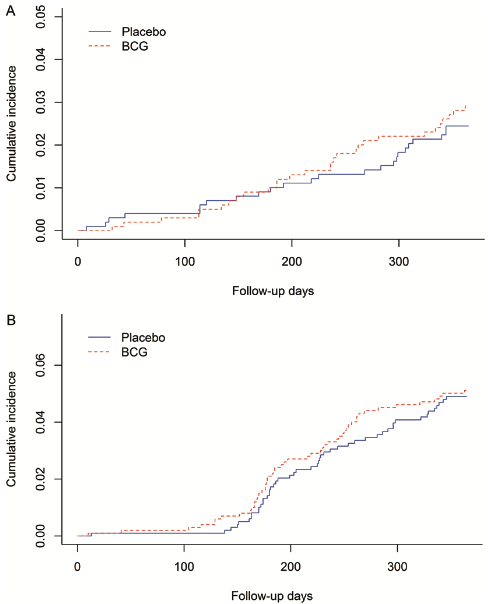 A
Placebo
BCG
Cumulative incidence
0.05
0.04
0.03
0.02
0.01
0.00
0 100 200 300
Follow-up days
B
Placebo
BCG
Cumulative incidence
0.06
0.04
0.02
0.00
0 100 200 300
Follow-up days